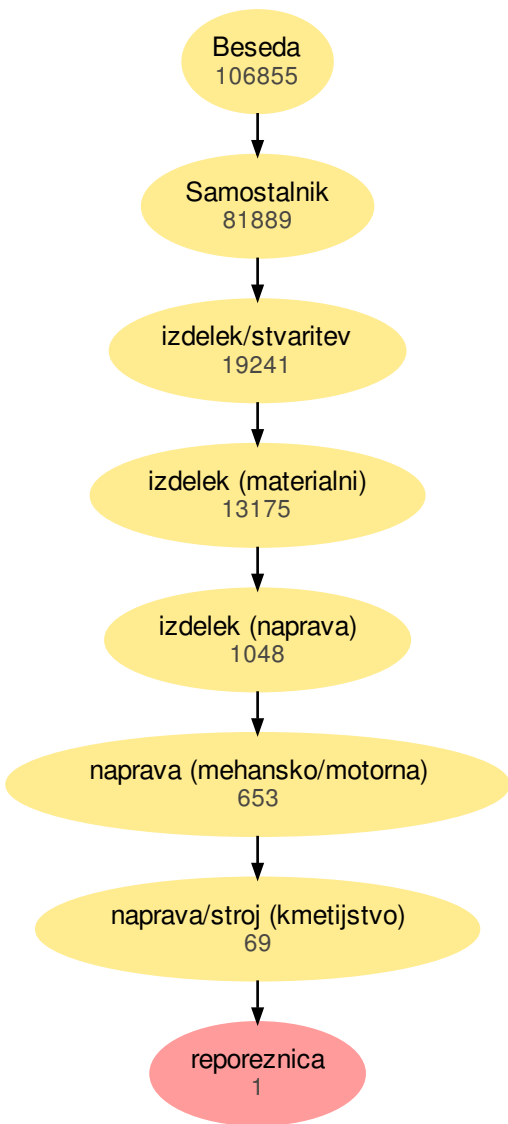 Beseda
106855
Samostalnik
81889
izdelek/stvaritev
19241
izdelek (materialni)
13175
izdelek (naprava)
1048
naprava (mehansko/motorna)
653
naprava/stroj (kmetijstvo)
69
reporeznica
1